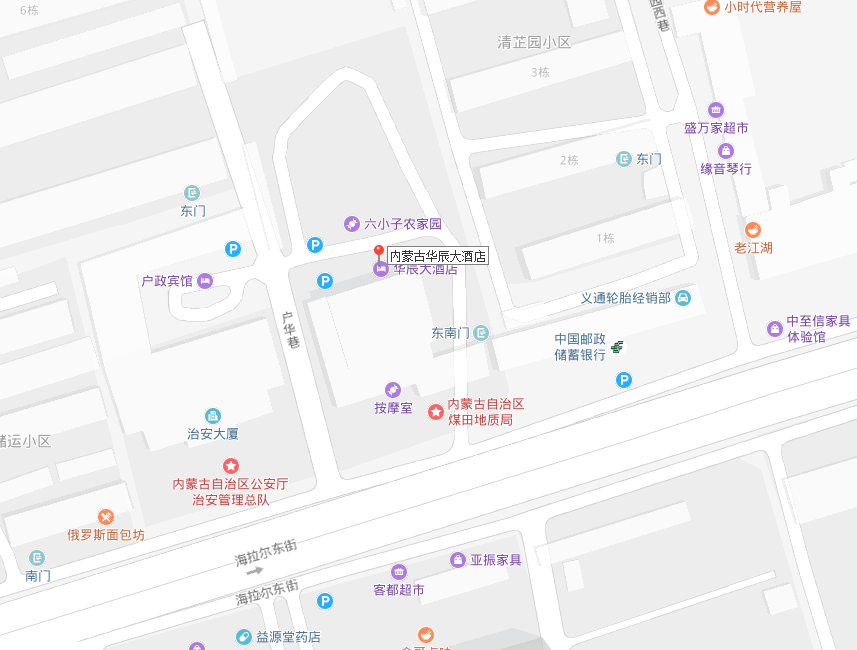 6栋
小时代营养屋
西西巷
清芷园小区
3栋
盛万家超市
2栋
东门
缘音琴行
东门
六小子农家园
1栋
老江湖
内蒙古华辰大酒店
华辰大酒店
户政宾馆
义通轮胎经销部
户华巷
东南门
中国邮政
储蓄银行
中至信家具
体验馆
按摩室
内蒙古自治区
煤田地质局
治安大厦
储运小区
内蒙古自治区公安厅
治安管理总队
俄罗斯面包坊
海拉尔东街
南门
亚振家具
客都超市
海拉尔东街
益源堂药店
P
P
P
P
P